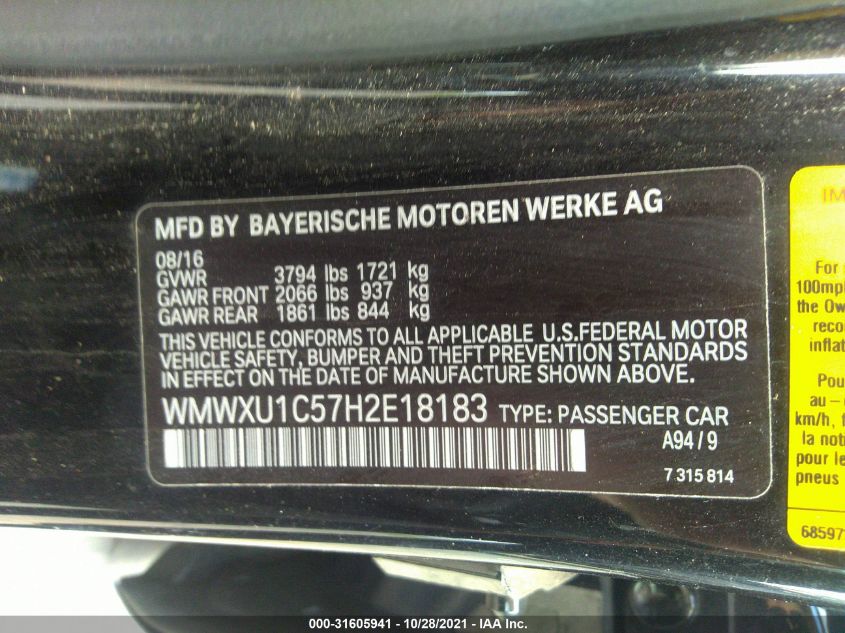 MFD BY BAYERISCHE MOTOREN WERKE AG
08/16
GVWR 3794 lbs 1721 kg
GAWR FRONT 2066 lbs 937 kg
GAWR REAR 1861 lbs 844 kg
THIS VEHICLE CONFORMS TO ALL APPLICABLE U.S.FEDERAL MOTOR
VEHICLE SAFETY, BUMPER AND THEFT PREVENTION STANDARDS
IN EFFECT ON THE DATE OF MANUFACTURE SHOWN ABOVE.
WMWXU1C57H2E18183 TYPE: PASSENGER CAR
A94/9
7 315 814
For
100mp
the Ow
reco
inflat
Pou
au -
km/h, f
la noti
pour le
pneus
68597
000-31605941 - 10/28/2021 - IAA Inc.